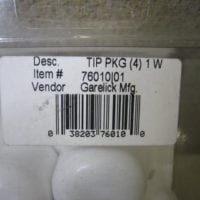 Desc. TIP PKG (4) 1 W
Item # 76010|01
Vendor Garelick Mfg.
0 38203 76010 0